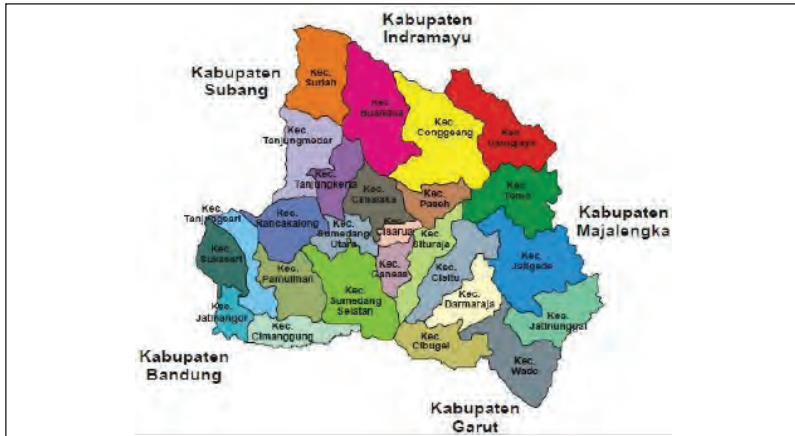 Kabupaten
Indramayu
Kabupaten
Subang
Kec.
Surian
Kec.
Buahdua
Kec.
Conggeang
Kec.
Ujungjaya
Kec.
Tanjungmedar
Kec.
Tanjungkerta
Kec.
Cimalaka
Kec.
Paseh
Kec.
Tomo
Kabupaten
Majalengka
Kec.
Tanjungsari
Kec.
Rancakalong
Kec.
Sumedang
Utara
Kec.
Cisarua
Kec.
Situraja
Kec.
Sukasari
Kec.
Pamulihan
Kec.
Ganeas
Kec.
Cisitu
Kec.
Jatigede
Kec.
Sumedang
Selatan
Kec.
Darmaraja
Kec.
Jatinangor
Kec.
Cimanggung
Kec.
Jatinunggal
Kec.
Cibugel
Kec.
Wado
Kabupaten
Bandung
Kabupaten
Garut